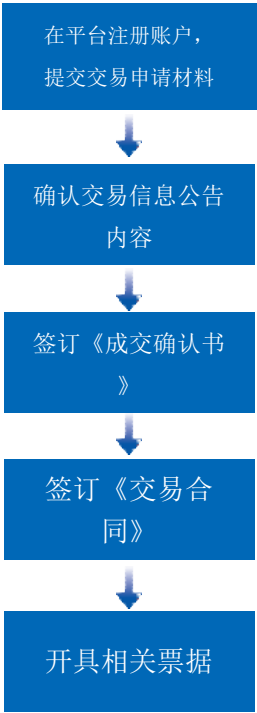 在平台注册账户，
提交交易申请材料
确认交易信息公告
内容
签订《成交确认书
》
签订《交易合
同》
开具相关票据